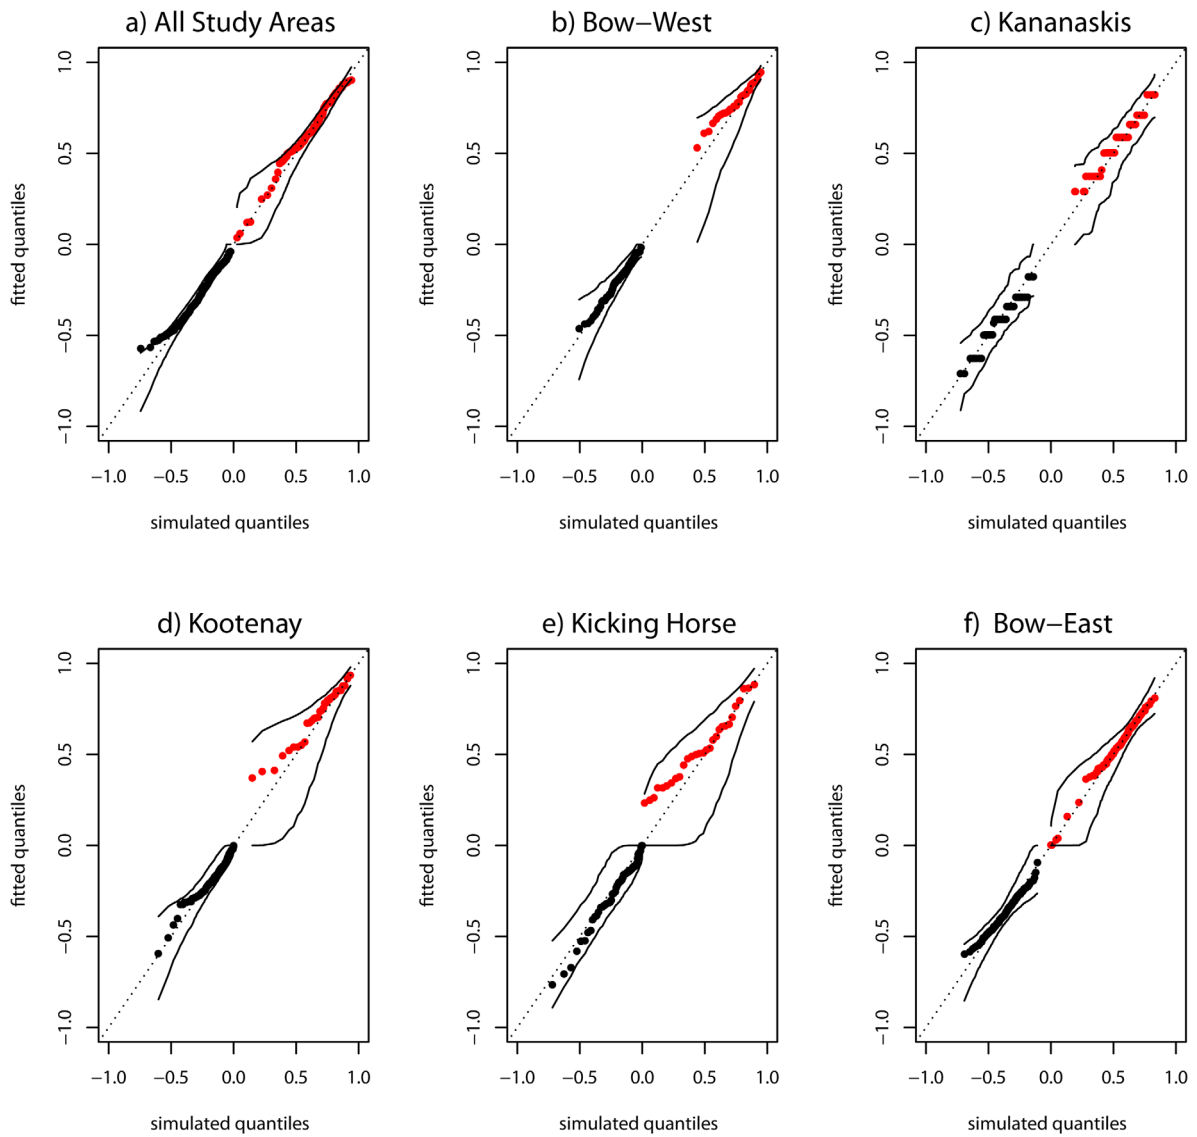 a) All Study Areas
b) Bow−West
c) Kananaskis
fitted quantiles
1.0
0.5
0.0
−0.5
−1.0
−1.0 −0.5 0.0 0.5 1.0
simulated quantiles
fitted quantiles
1.0
0.5
0.0
−0.5
−1.0
−1.0 −0.5 0.0 0.5 1.0
simulated quantiles
fitted quantiles
1.0
0.5
0.0
−0.5
−1.0
−1.0 −0.5 0.0 0.5 1.0
simulated quantiles
d) Kootenay
e) Kicking Horse
f) Bow−East
fitted quantiles
1.0
0.5
0.0
−0.5
−1.0
−1.0 −0.5 0.0 0.5 1.0
simulated quantiles
fitted quantiles
1.0
0.5
0.0
−0.5
−1.0
−1.0 −0.5 0.0 0.5 1.0
simulated quantiles
fitted quantiles
1.0
0.5
0.0
−0.5
−1.0
−1.0 −0.5 0.0 0.5 1.0
simulated quantiles